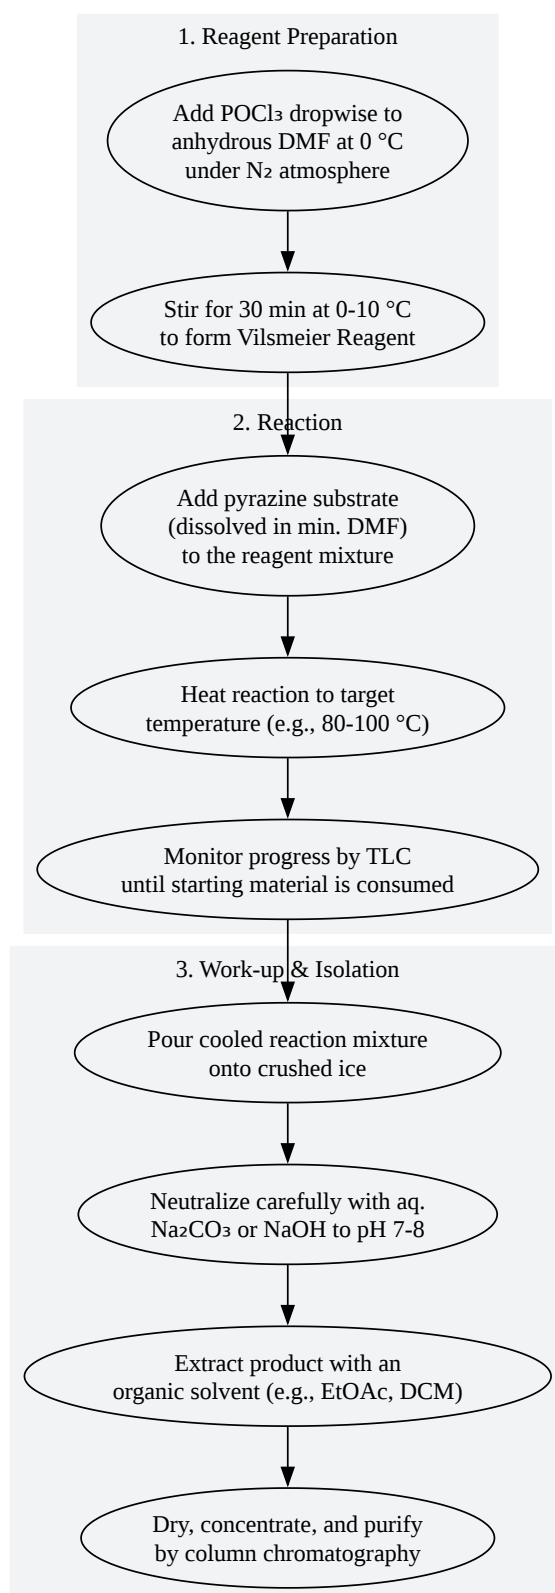 1. Reagent Preparation
Add POCl₃ dropwise to
anhydrous DMF at 0 °C
under N₂ atmosphere
Stir for 30 min at 0-10 °C
to form Vilsmeier Reagent
2. Reaction
Add pyrazine substrate
(dissolved in min. DMF)
to the reagent mixture
Heat reaction to target
temperature (e.g., 80-100 °C)
Monitor progress by TLC
until starting material is consumed
3. Work-up & Isolation
Pour cooled reaction mixture
onto crushed ice
Neutralize carefully with aq.
Na₂CO₃ or NaOH to pH 7-8
Extract product with an
organic solvent (e.g., EtOAc, DCM)
Dry, concentrate, and purify
by column chromatography